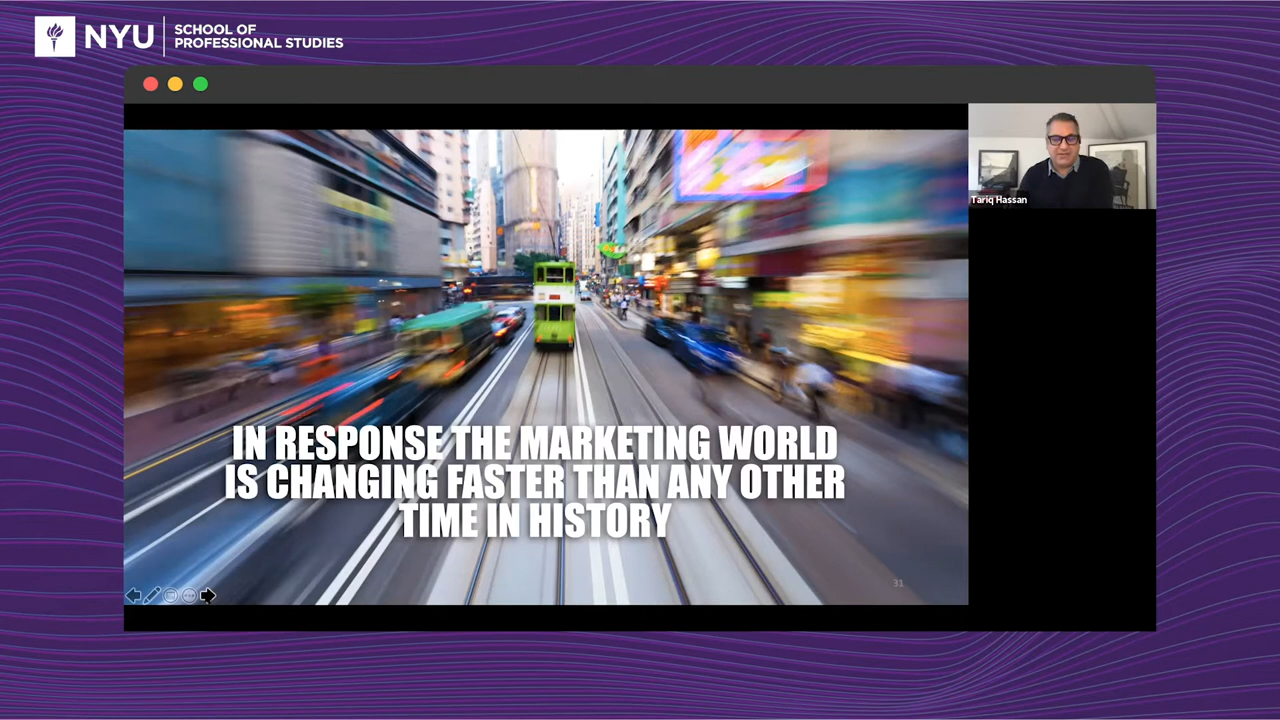 NYU
SCHOOL OF
PROFESSIONAL STUDIES
Tariq Hassan
IN RESPONSE THE MARKETING WORLD
IS CHANGING FASTER THAN ANY OTHER
TIME IN HISTORY
31